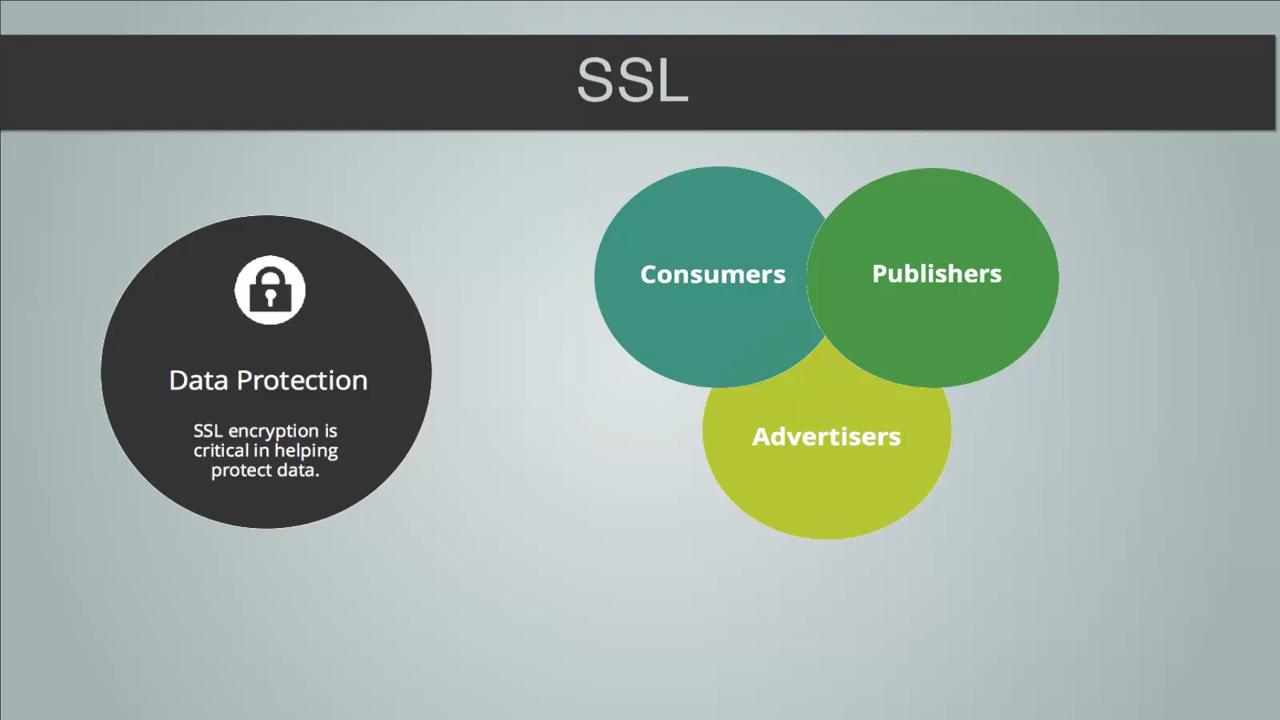 SSL
Data Protection
SSL encryption is
critical in helping
protect data.
Consumers
Publishers
Advertisers